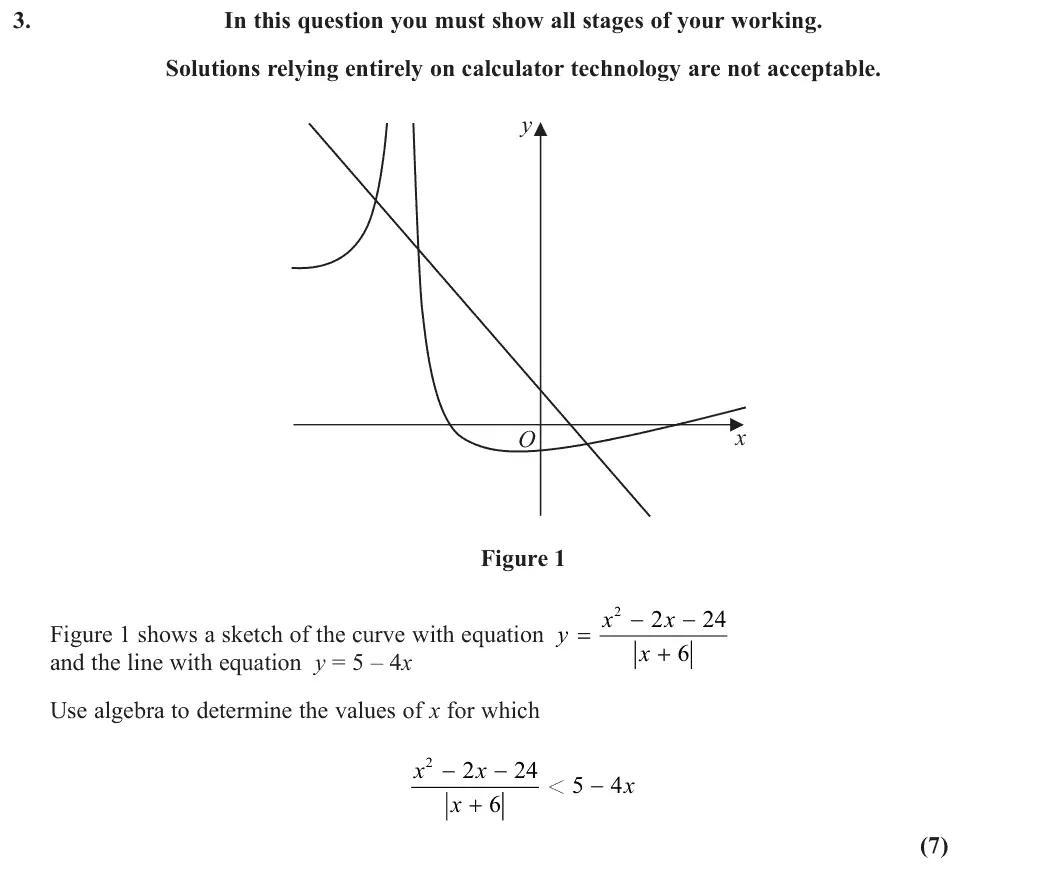 3. In this question you must show all stages of your working.
Solutions relying entirely on calculator technology are not acceptable.
y
O
x
Figure 1
Figure 1 shows a sketch of the curve with equation y = (x² − 2x − 24)/|x + 6|
and the line with equation y = 5 – 4x
Use algebra to determine the values of x for which
(x² − 2x − 24)/|x + 6| < 5 − 4x
(7)